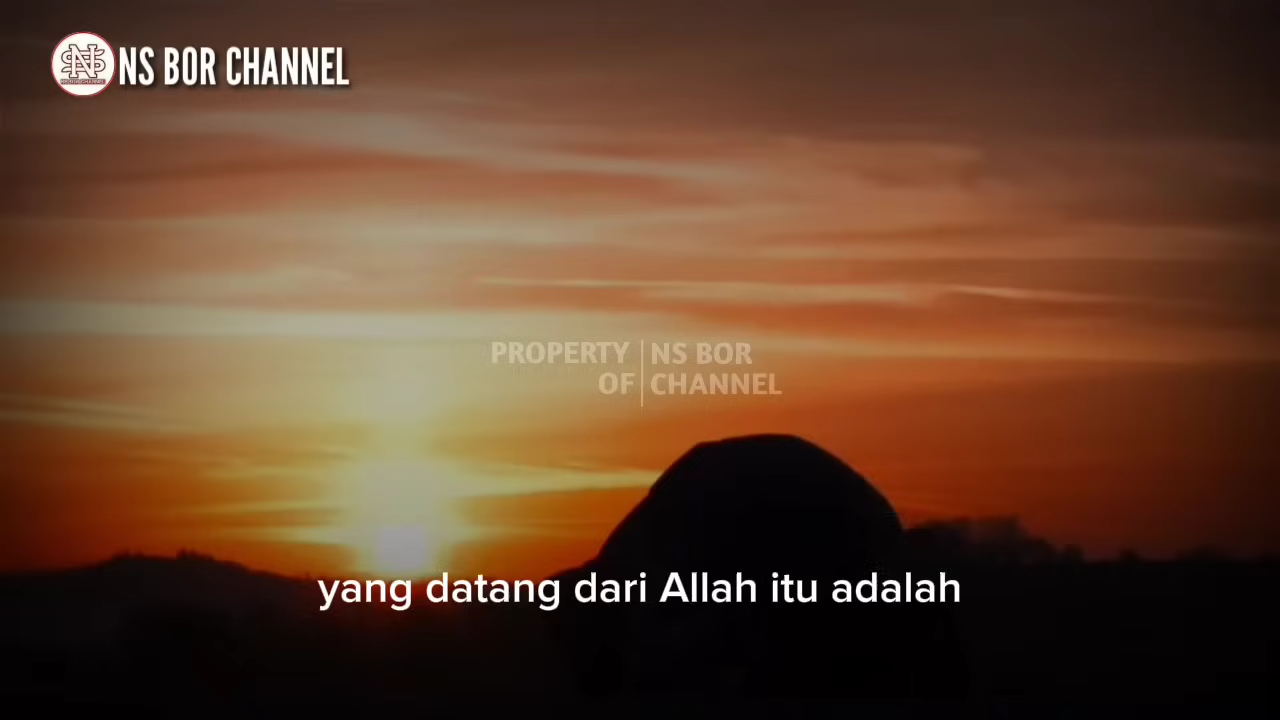 NS BOR CHANNEL
PROPERTY OF
NS BOR CHANNEL
yang datang dari Allah itu adalah